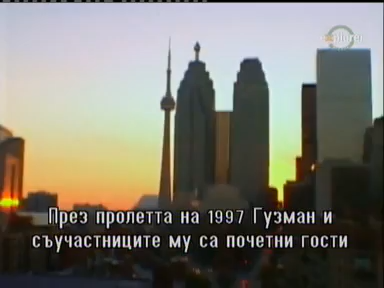 През пролетта на 1997 Гузман и
съучастниците му са почетни гости